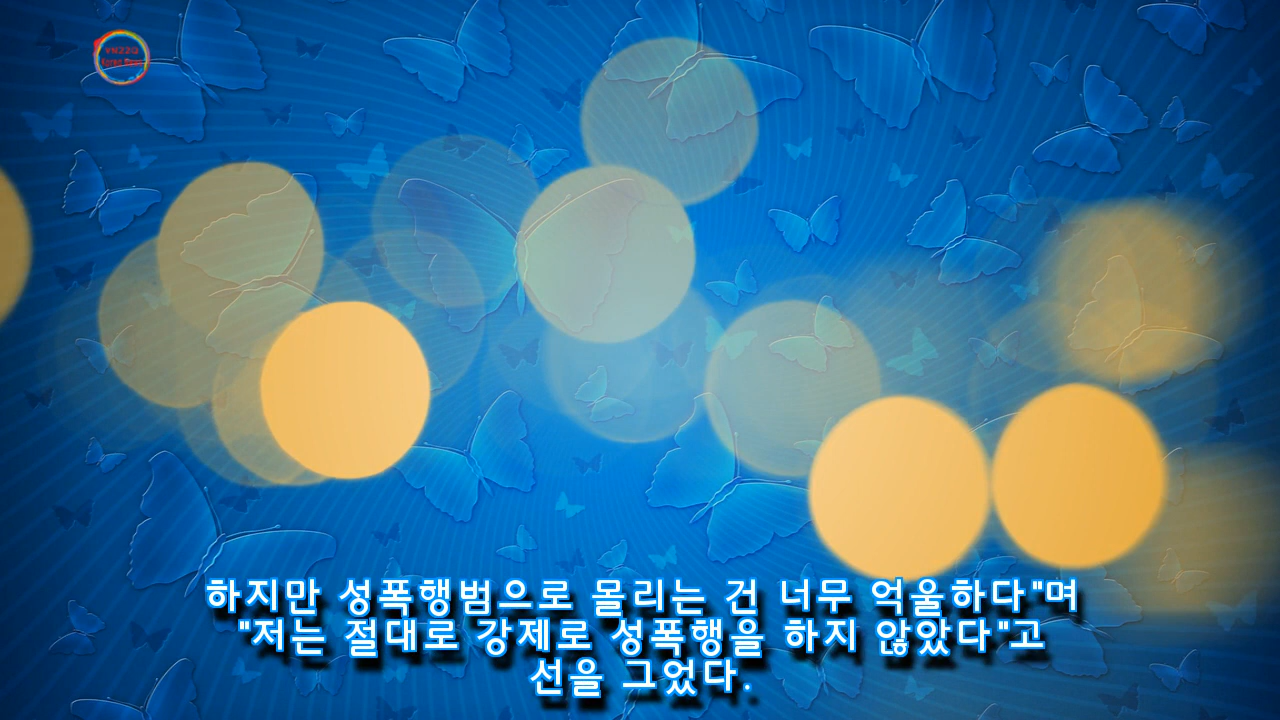 VN22Q
하지만 성폭행범으로 몰리는 건 너무 억울하다"며
"저는 절대로 강제로 성폭행을 하지 않았다"고
선을 그었다.